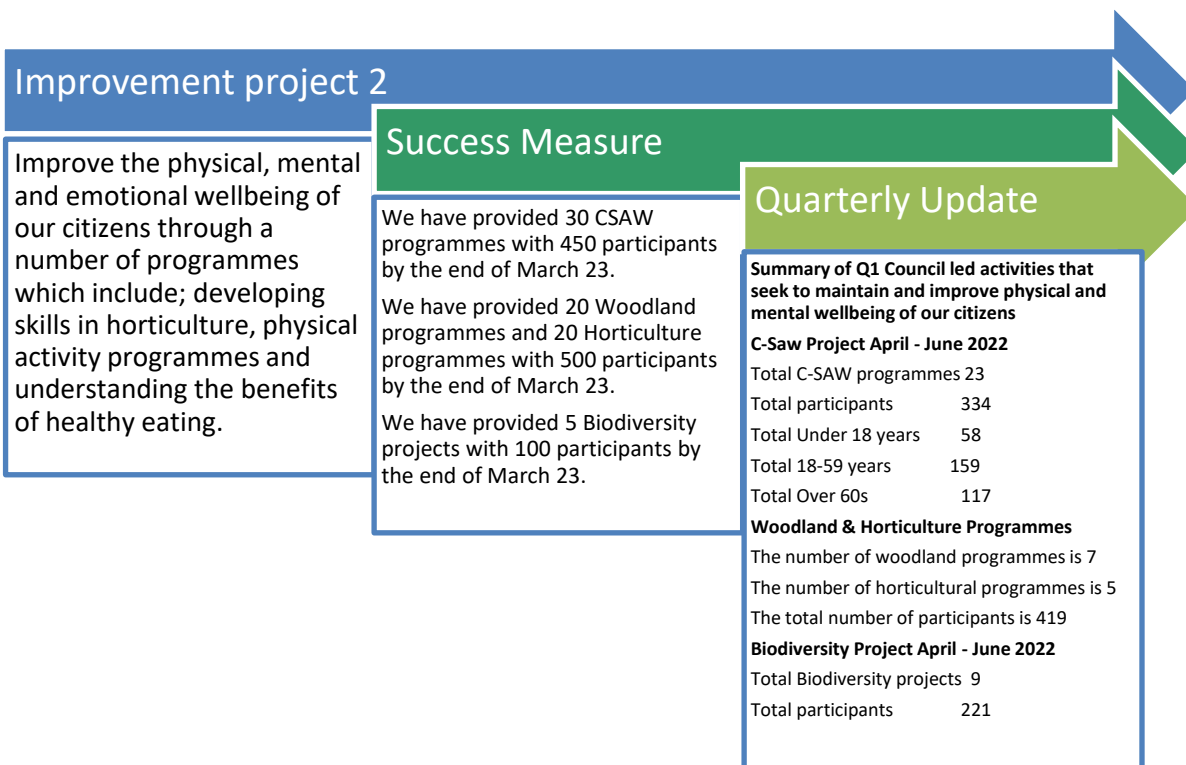 Improvement project 2
Improve the physical, mental
and emotional wellbeing of
our citizens through a
number of programmes
which include; developing
skills in horticulture, physical
activity programmes and
understanding the benefits
of healthy eating.
Success Measure
We have provided 30 CSAW
programmes with 450 participants
by the end of March 23.
We have provided 20 Woodland
programmes and 20 Horticulture
programmes with 500 participants
by the end of March 23.
We have provided 5 Biodiversity
projects with 100 participants by
the end of March 23.
Quarterly Update
Summary of Q1 Council led activities that
seek to maintain and improve physical and
mental wellbeing of our citizens
C-Saw Project April - June 2022
Total C-SAW programmes 23
Total participants 334
Total Under 18 years 58
Total 18-59 years 159
Total Over 60s 117
Woodland & Horticulture Programmes
The number of woodland programmes is 7
The number of horticultural programmes is 5
The total number of participants is 419
Biodiversity Project April - June 2022
Total Biodiversity projects 9
Total participants 221